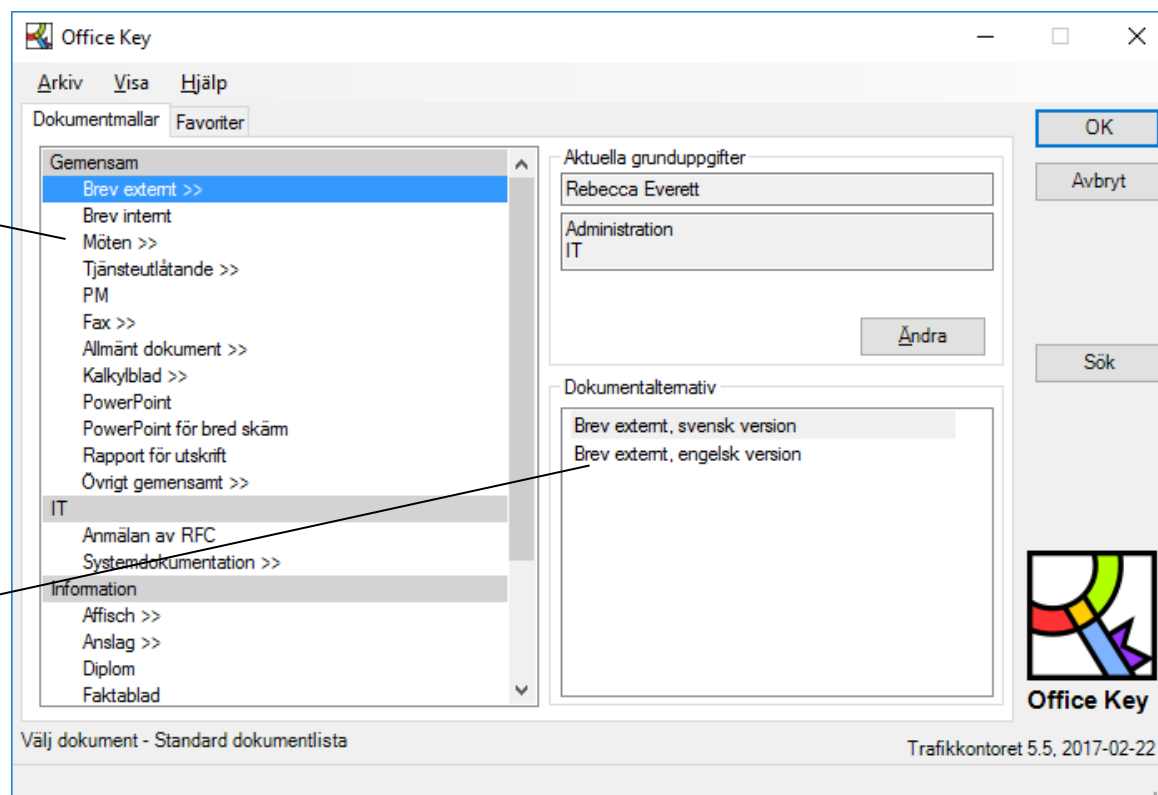 Office Key
Arkiv Visa Hjälp
Dokumentmallar Favoriter
Gemensam
Brev externt >>
Brev internt
Möten >>
Tjänsteutlåtande >>
PM
Fax >>
Allmänt dokument >>
Kalkylblad >>
PowerPoint
PowerPoint för bred skärm
Rapport för utskrift
Övrigt gemensamt >>
IT
Anmälan av RFC
Systemdokumentation >>
Information
Affisch >>
Anslag >>
Diplom
Faktablad
Aktuella grunduppgifter
Rebecca Everett
Administration
IT
Ändra
Dokumentalternativ
Brev externt, svensk version
Brev externt, engelsk version
OK
Avbryt
Sök
Office Key
Välj dokument - Standard dokumentlista
Trafikkontoret 5.5, 2017-02-22